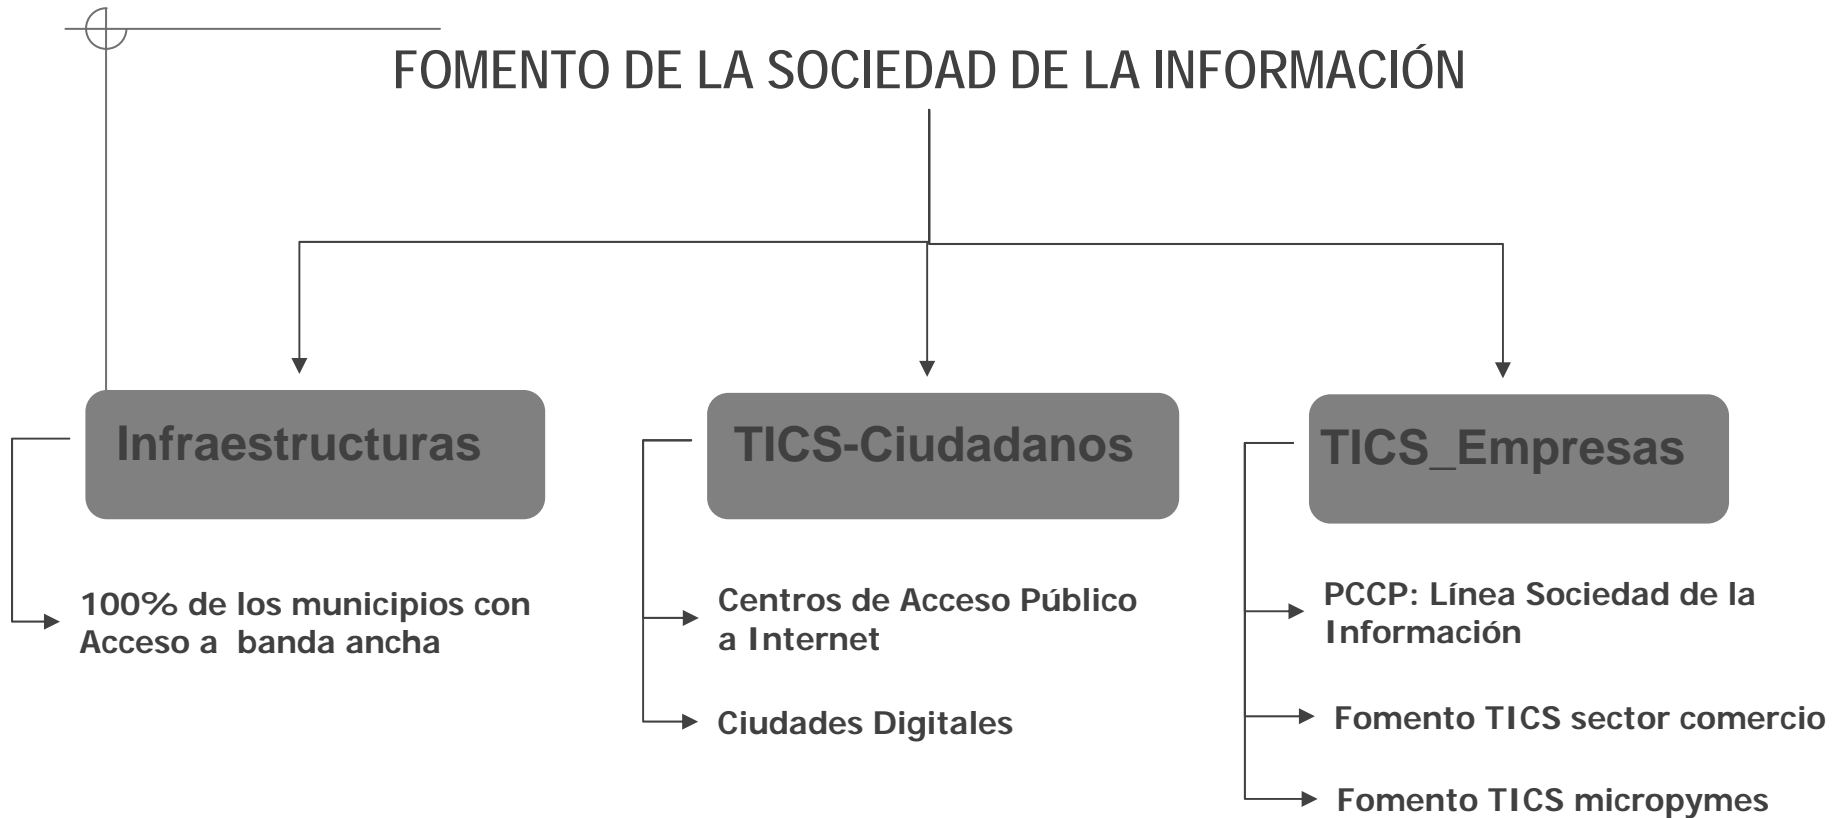 FOMENTO DE LA SOCIEDAD DE LA INFORMACIÓN
Infraestructuras
100% de los municipios con
Acceso a banda ancha
TICS-Ciudadanos
Centros de Acceso Público
a Internet
Ciudades Digitales
TICS_Empresas
PCCP: Línea Sociedad de la
Información
Fomento TICS sector comercio
Fomento TICS micropymes